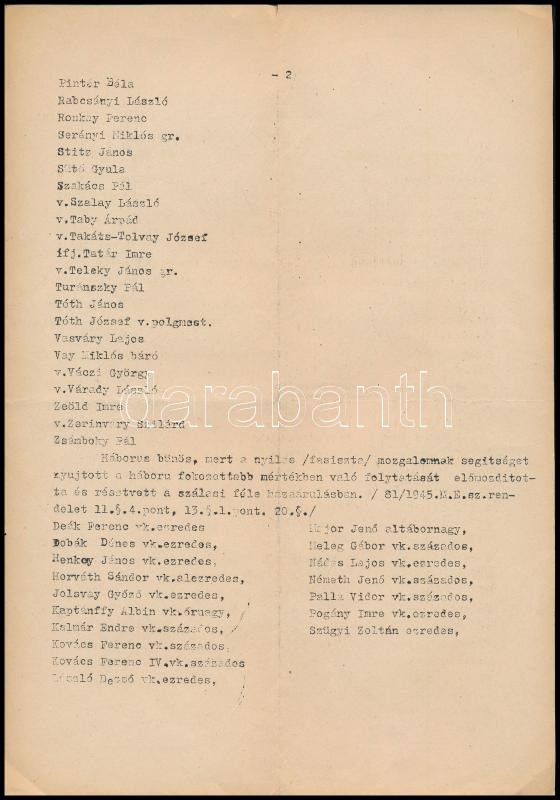 - 2
Pintér Béla
Rabcsányi László
Ronkay Ferenc
Serényi Miklós gr.
Stitz János
Sütő Gyula
Szakács Pál
v.Szalay László
v.Taby Árpád
v.Takáts-Tolvay József
ifj.Tatár Imre
v.Teleky János gr.
Turánszky Pál
Tóth János
Tóth József v.polgmest.
Vasváry Lajos
Vay Miklós báró
v.Váczi György
v.Várady László
Zeöld Imre
v.Zerinváry Szilárd
Zsámboky Pál
Háborus bünös, mert a nyilas /fasiszta/ mozgalomnak segitséget
nyujtott a háboru fokozottabb mértékben való folytatását előmozditot-
ta és résztvett a szálasi féle hazaárulásban. / 81/1945.M.E.sz.ren-
delet 11.§.4.pont, 13.§.1.pont. 20.§./
Deák Ferenc vk.ezredes
Dobák Dénes vk.ezredes,
Henkey János vk.ezredes,
Horváth Sándor vk.alezredes,
Jolsvay Győző vk.ezredes,
Kaptánffy Albin vk.őrnagy,
Kalmár Endre vk.százados,
Kovács Ferenc vk.százados,
Kovács Ferenc IV.vk.százados
László Dezső vk.ezredes,
Major Jenő altábornagy,
Meleg Gábor vk.százados,
Nádas Lajos vk.ezredes,
Németh Jenő vk.százados,
Palla Vidor vk.százados,
Pogány Imre vk.ezredes,
Szügyi Zoltán ezredes,
darabanth